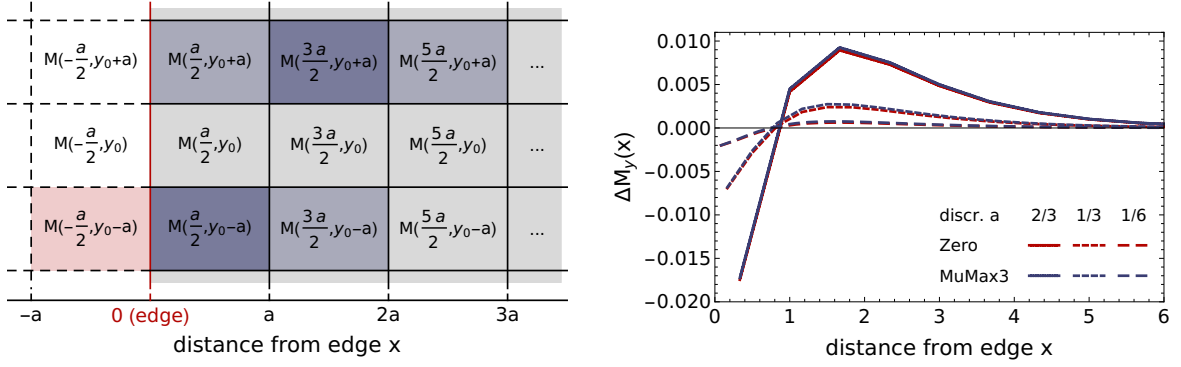 M(-a/2,y₀+a) M(a/2,y₀+a) M(3a/2,y₀+a) M(5a/2,y₀+a) ...
M(-a/2,y₀) M(a/2,y₀) M(3a/2,y₀) M(5a/2,y₀) ...
M(-a/2,y₀-a) M(a/2,y₀-a) M(3a/2,y₀-a) M(5a/2,y₀-a) ...
–a 0 (edge) a 2a 3a
distance from edge x
0.010
0.005
0.000
−0.005
−0.010
−0.015
−0.020
ΔMy(x)
discr. a 2/3 1/3 1/6
Zero
MuMax3
0 1 2 3 4 5 6
distance from edge x